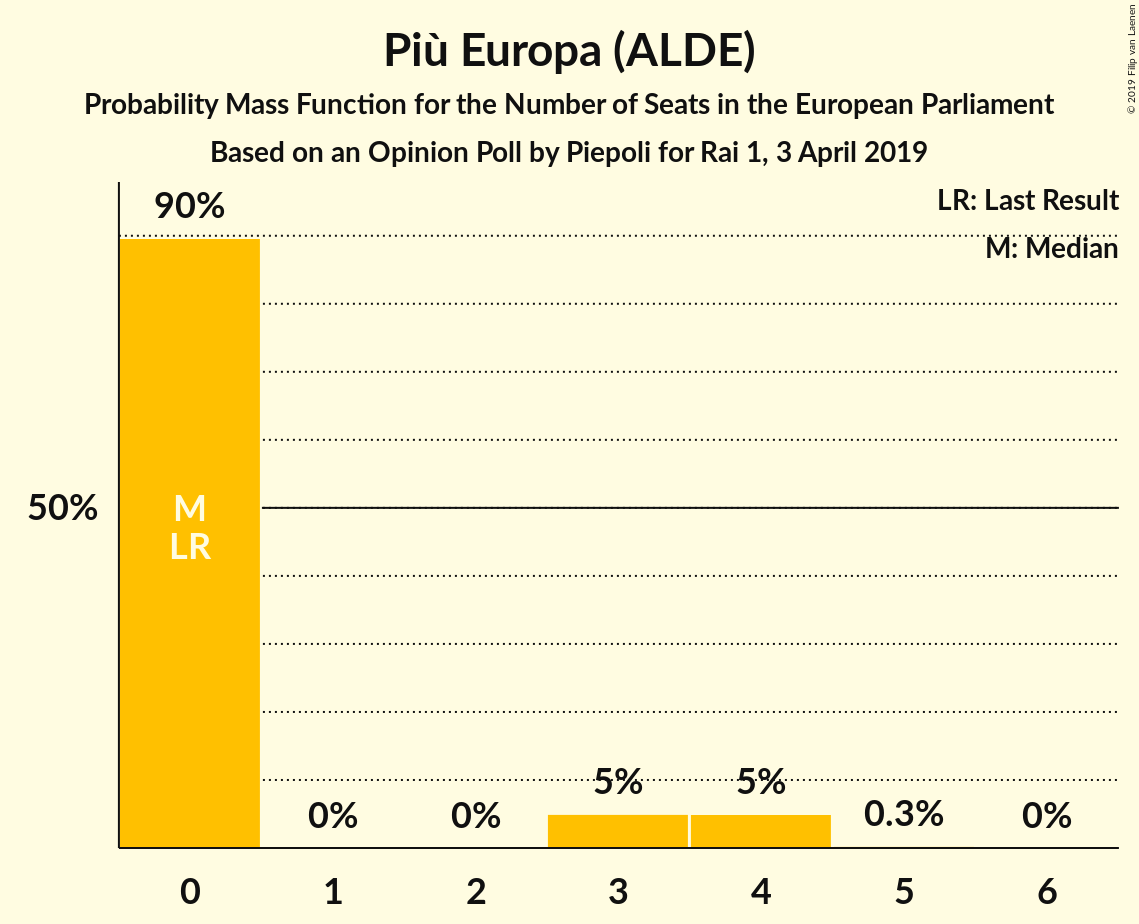 Più Europa (ALDE)
Probability Mass Function for the Number of Seats in the European Parliament
Based on an Opinion Poll by Piepoli for Rai 1, 3 April 2019
© 2019 Filip van Laenen
LR: Last Result
M: Median
90%
50%
M
LR
0%
0%
5%
5%
0.3%
0%
0
1
2
3
4
5
6